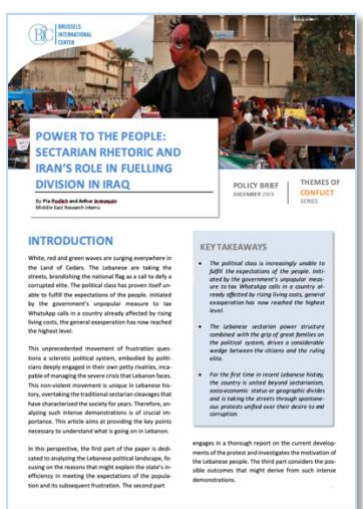 BIC
BRUSSELS
INTERNATIONAL
CENTER
POWER TO THE PEOPLE:
SECTARIAN RHETORIC AND
IRAN'S ROLE IN FUELLING
DIVISION IN IRAQ
By Pia and Arthur
Middle East Research Interns
POLICY BRIEF
DECEMBER 2019
THEMES OF
CONFLICT
SERIES
INTRODUCTION
White, red and green waves are surging everywhere in
the Land of Cedars. The Lebanese are taking the
streets, brandishing the national flag as a call to defy a
corrupted elite. The political class has proven itself un-
able to fulfill the expectations of the people: initiated
by the government's unpopular measure to tax
WhatsApp calls in a country already affected by rising
living costs, the general exasperation has now reached
the highest level.
This unprecedented movement of frustration ques-
tions a sclerotic political system, embodied by politi-
cians deeply engaged in their own petty rivalries, inca-
pable of managing the severe crisis that Lebanon faces.
This non-violent movement is unique in Lebanese his-
tory, overtaking the traditional sectarian cleavages that
have characterized the society for years. Therefore, an-
alyzing such intense demonstrations is of crucial im-
portance. This article aims at providing the key points
necessary to understand what is going on in Lebanon.
In this perspective, the first part of the paper is dedi-
cated to analyzing the Lebanese political landscape, fo-
cusing on the reasons that might explain the state's in-
efficiency in meeting the expectations of the popula-
tion and its subsequent frustration. The second part
KEY TAKEAWAYS
• The political class is increasingly unable to
fulfill the expectations of the people. Initi-
ated by the government's unpopular meas-
ure to tax WhatsApp calls in a country al-
ready affected by rising living costs, general
exasperation has now reached the highest
level.
• The Lebanese sectarian power structure
combined with the grip of great families on
the political system, drives a considerable
wedge between the citizens and the ruling
elite.
• For the first time in recent Lebanese history,
the country is united beyond sectarianism,
socio-economic status or geographic divides
and is taking the streets through spontane-
ous protests unified over their desire to end
corruption.
engages in a thorough report on the current develop-
ments of the protest and investigates the motivation of
the Lebanese people. The third part considers the pos-
sible outcomes that might derive from such intense
demonstrations.